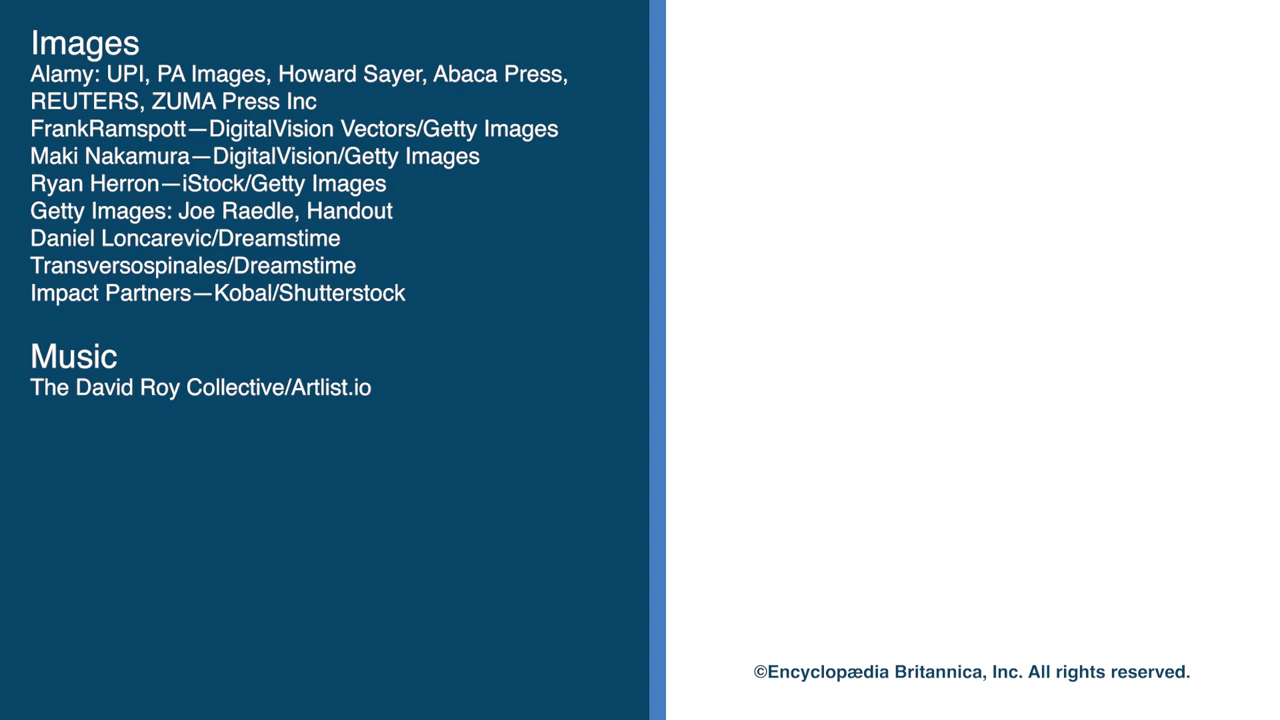 Images
Alamy: UPI, PA Images, Howard Sayer, Abaca Press,
REUTERS, ZUMA Press Inc
FrankRamspott—DigitalVision Vectors/Getty Images
Maki Nakamura—DigitalVision/Getty Images
Ryan Herron—iStock/Getty Images
Getty Images: Joe Raedle, Handout
Daniel Loncarevic/Dreamstime
Transversospinales/Dreamstime
Impact Partners—Kobal/Shutterstock
Music
The David Roy Collective/Artlist.io
©Encyclopædia Britannica, Inc. All rights reserved.